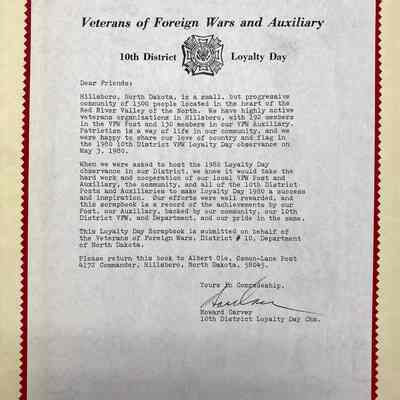 Veterans of Foreign Wars and Auxiliary
10th District Loyalty Day
Dear Friends:
Hillsboro, North Dakota, is a small, but progressive
community of 1500 people located in the heart of the
Red River Valley of the North. We have highly active
veterans organizations in Hillsboro, with 192 members
in the VFW Post and 130 members in our VFW Auxiliary.
Patriotism is a way of life in our community, and we
were happy to share our love of country and flag in
the 1980 10th District VFW loyalty Day observance on
May 3, 1980.
When we were asked to host the 1980 Loyalty Day
observance in our District, we knew it would take the
hard work and cooperation of our local VFW Post and
Auxiliary, the community, and all of the 10th District
Posts and Auxiliaries to make Loyalty Day 1980 a success
and inspiration. Our efforts were well rewarded, and
this scrapbook is a record of the achievements by our
Post, our Auxiliary, backed by our community, our 10th
District VFW, and Department, and our pride in the same.
This Loyalty Day Scrapbook is submitted on behalf of
the Veterans of Foreign Wars, District # 10, Department
of North Dakota.
Please return this book to Albert Oie, Osmon-Lane Post
4172 Commander, Hillsboro, North Dakota, 58045.
Yours in Comradeship,
Howard Carver
10th District Loyalty Day Chm.